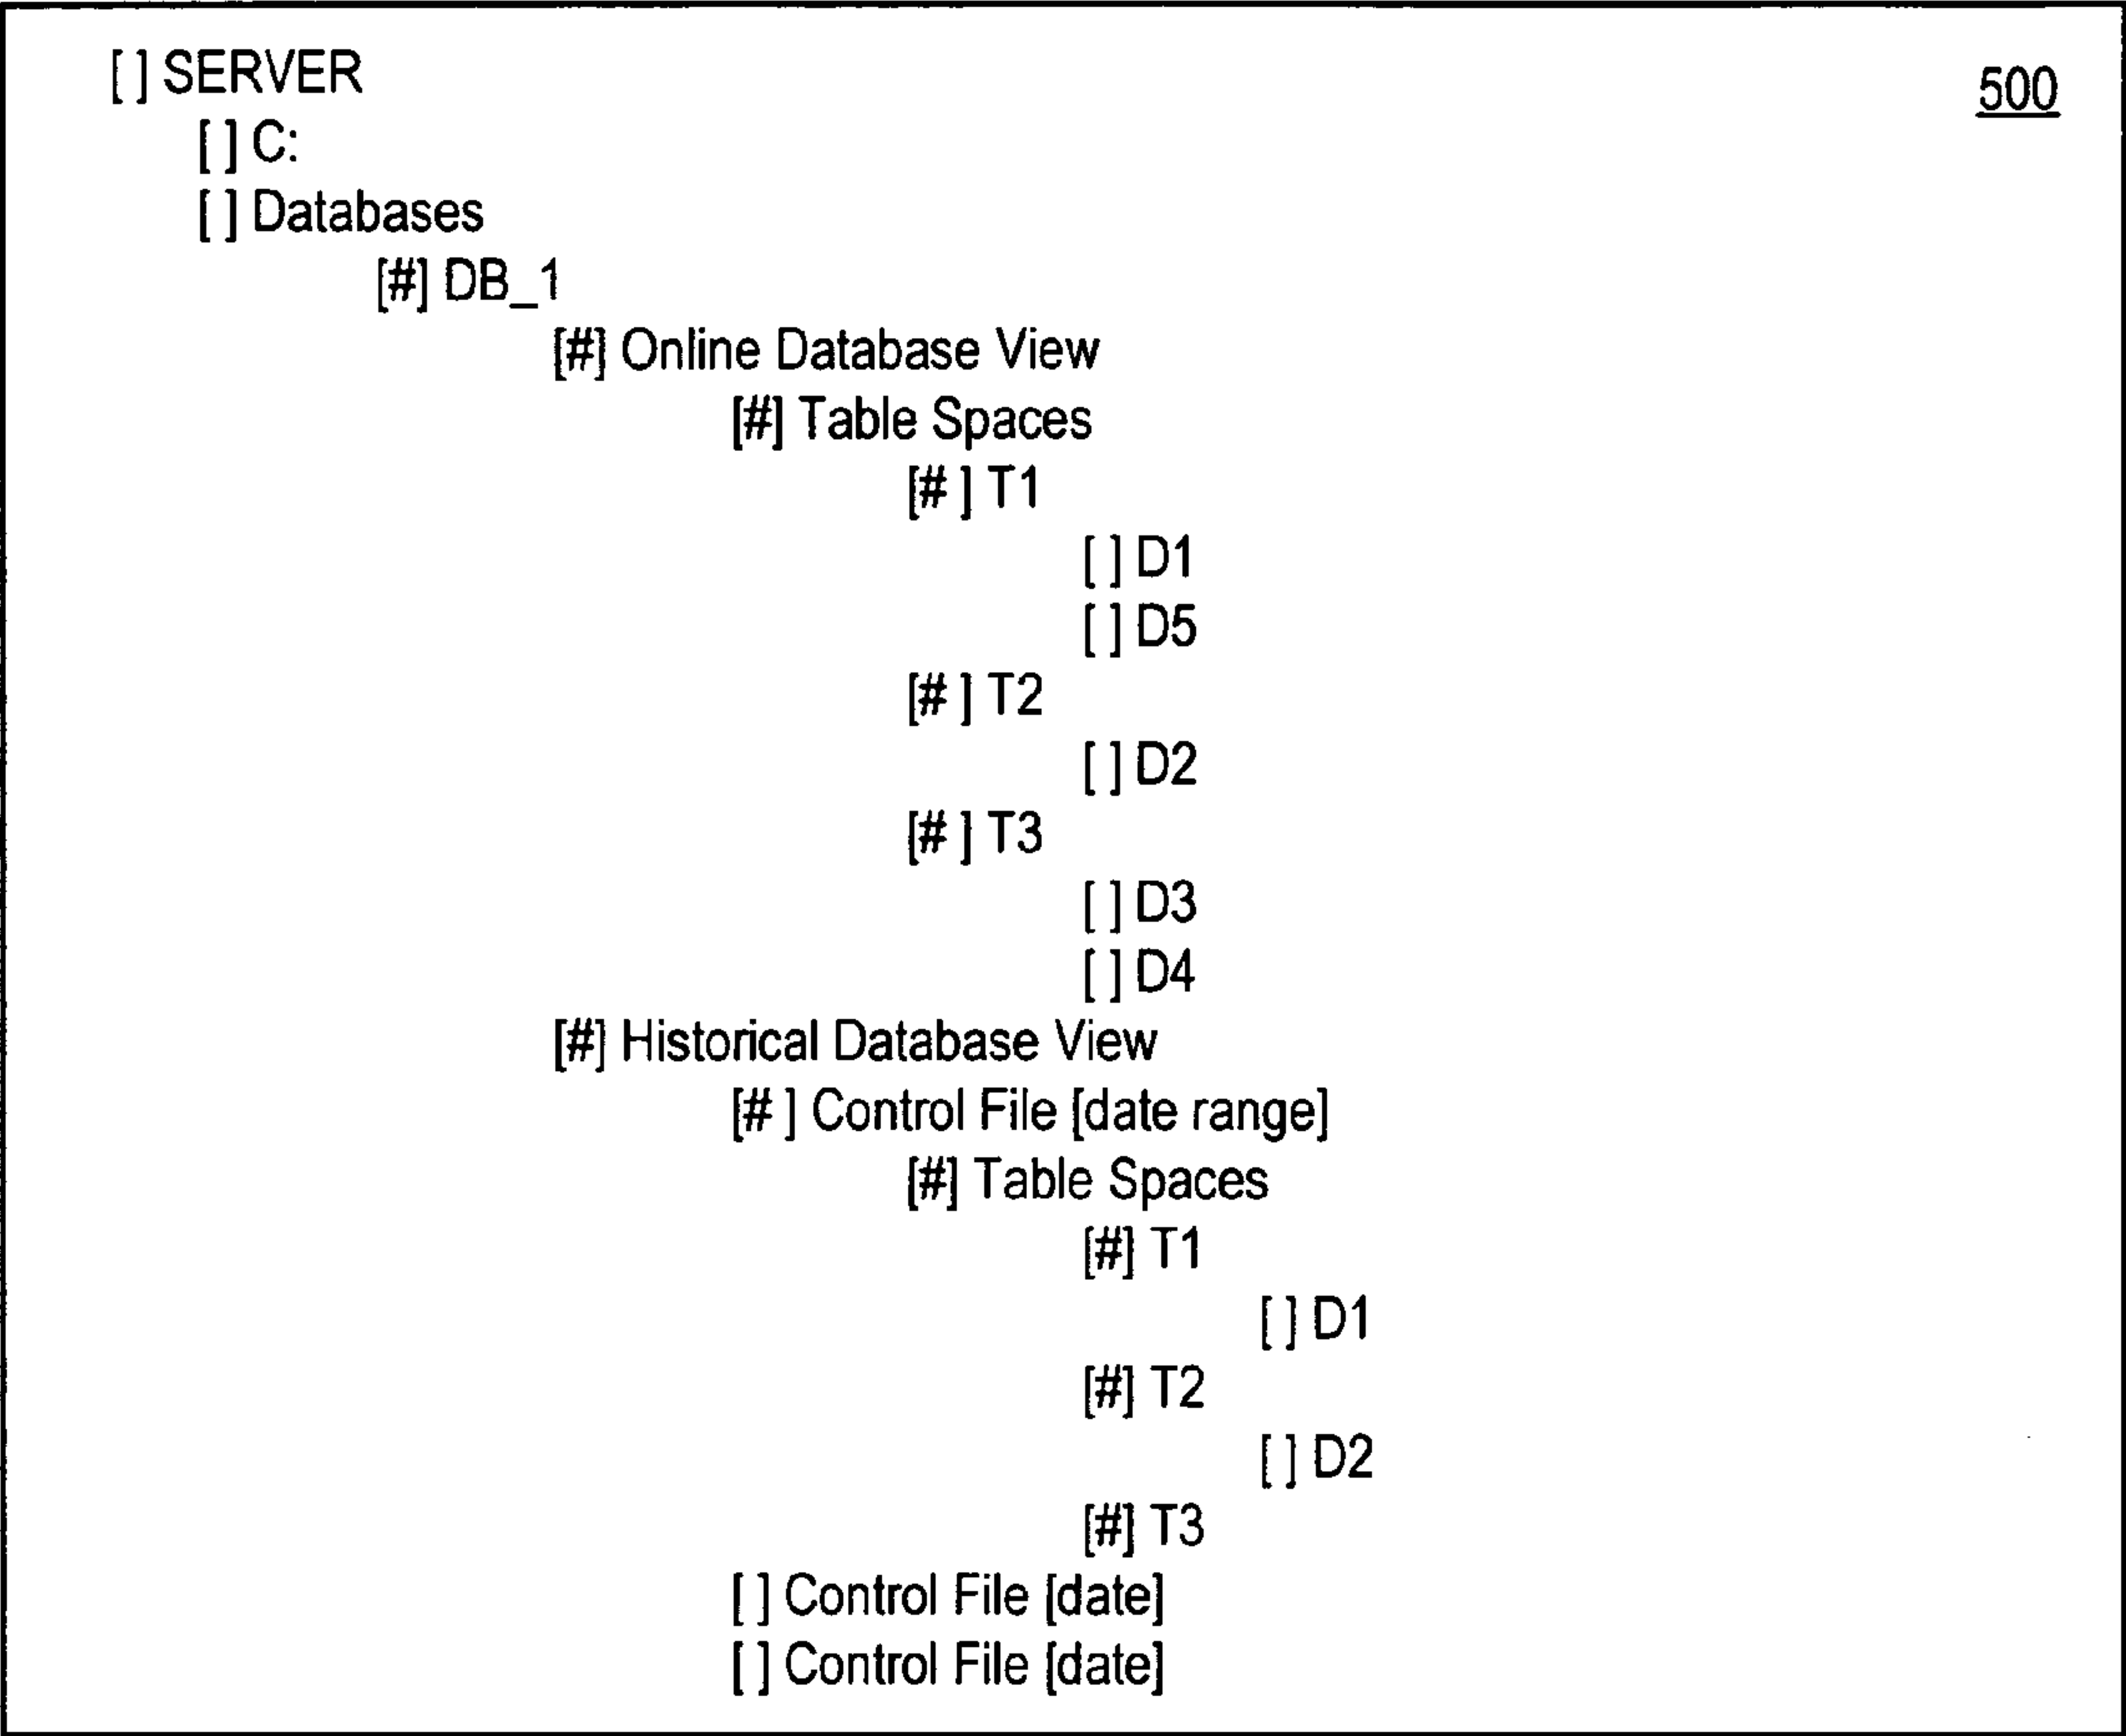 [ ] SERVER
500
[ ] C:
[ ] Databases
[#] DB_1
[#] Online Database View
[#] Table Spaces
[# ] T1
[ ] D1
[ ] D5
[# ] T2
[ ] D2
[# ] T3
[ ] D3
[ ] D4
[#] Historical Database View
[# ] Control File [date range]
[#] Table Spaces
[#] T1
[ ] D1
[#] T2
[ ] D2
[#] T3
[ ] Control File [date]
[ ] Control File [date]